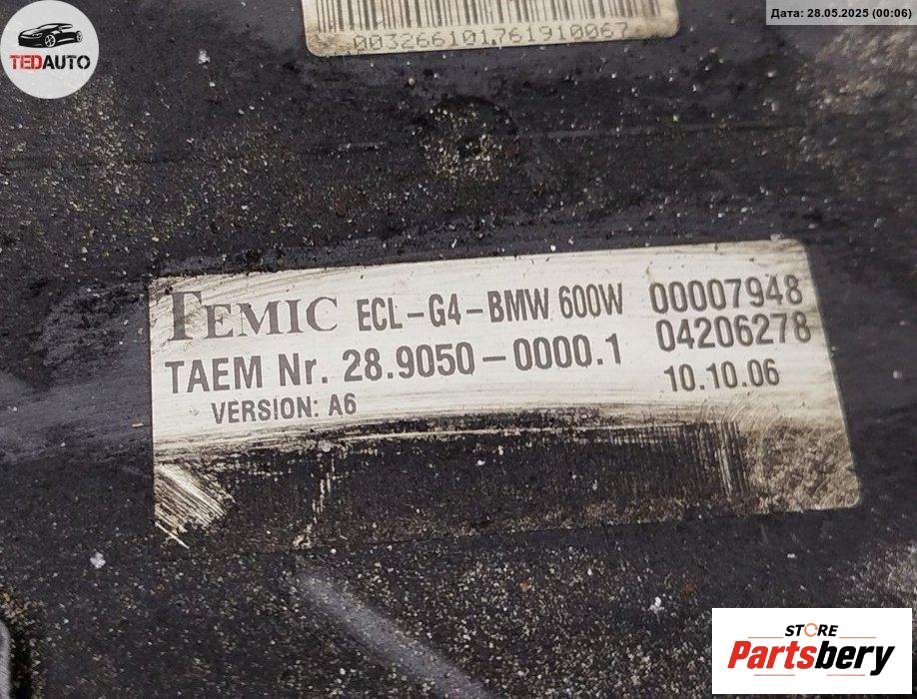 Дата: 28.05.2025 (00:06)
TEDAUTO
003266101761910067
TEMIC ECL-G4-BMW 600W 00007948
TAEM Nr. 28.9050-0000.1 04206278
VERSION: A6 10.10.06
STORE
Partsbery